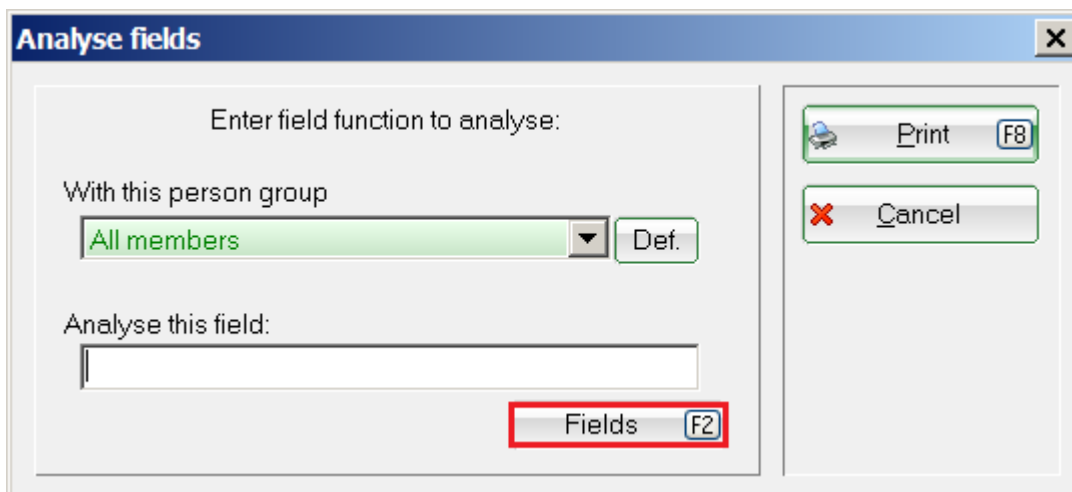 Analyse fields
Enter field function to analyse:
With this person group
All members
Def.
Analyse this field:
Fields F2
Print F8
Cancel